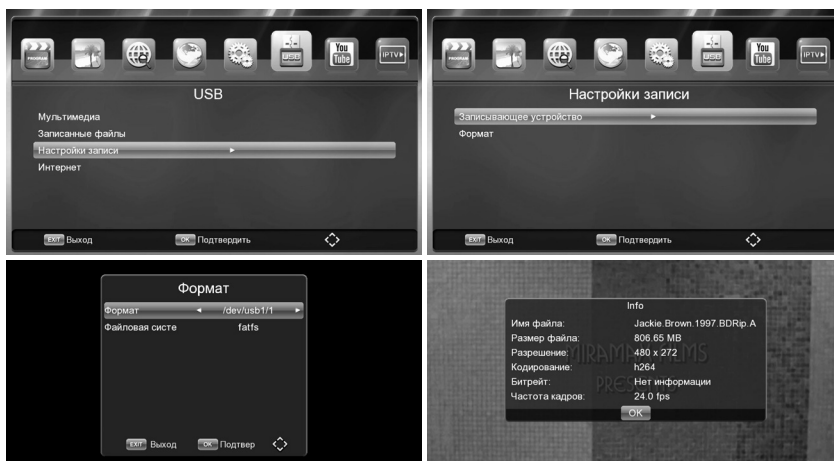 PROGRAM
USB
You
Tube
IPTV
USB
Мультимедиа
Записанные файлы
Настройки записи
Интернет
EXIT Выход
OK Подтвердить
PROGRAM
USB
You
Tube
IPTV
Настройки записи
Записывающее устройство
Формат
EXIT Выход
OK Подтвердить
Формат
Формат /dev/usb1/1
Файловая систе fatfs
EXIT Выход
OK Подтвер
Info
Имя файла: Jackie.Brown.1997.BDRip.A
Размер файла: 806.65 MB
Разрешение: 480 x 272
Кодирование: h264
Битрейт: Нет информации
Частота кадров: 24.0 fps
OK
MIRAMAX FILMS
PRESENTS